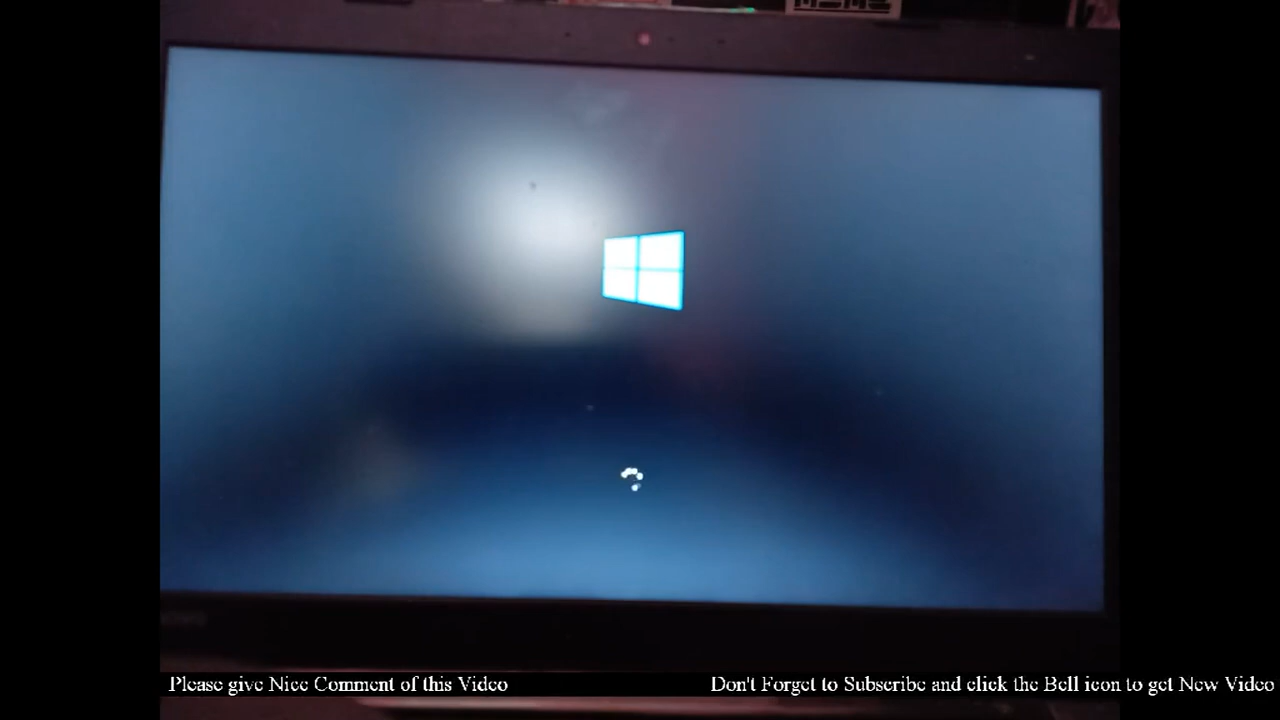 Please give Nice Comment of this Video
Don't Forget to Subscribe and click the Bell icon to get New Video